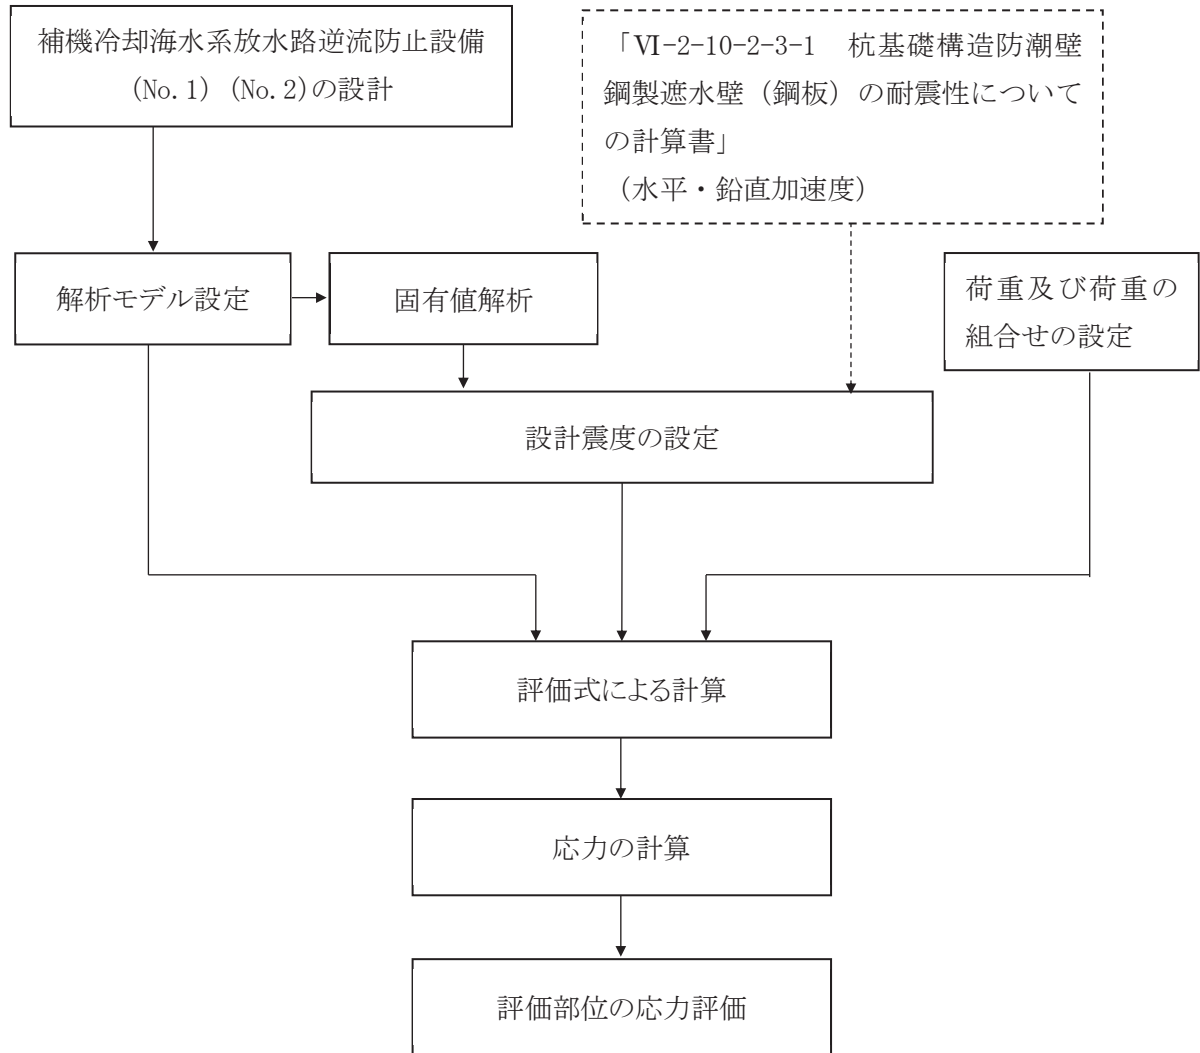 補機冷却海水系放水路逆流防止設備
(No.1) (No.2)の設計
「Ⅵ-2-10-2-3-1　杭基礎構造防潮壁
鋼製遮水壁（鋼板）の耐震性について
の計算書」
（水平・鉛直加速度）
解析モデル設定
固有値解析
荷重及び荷重の
組合せの設定
設計震度の設定
評価式による計算
応力の計算
評価部位の応力評価